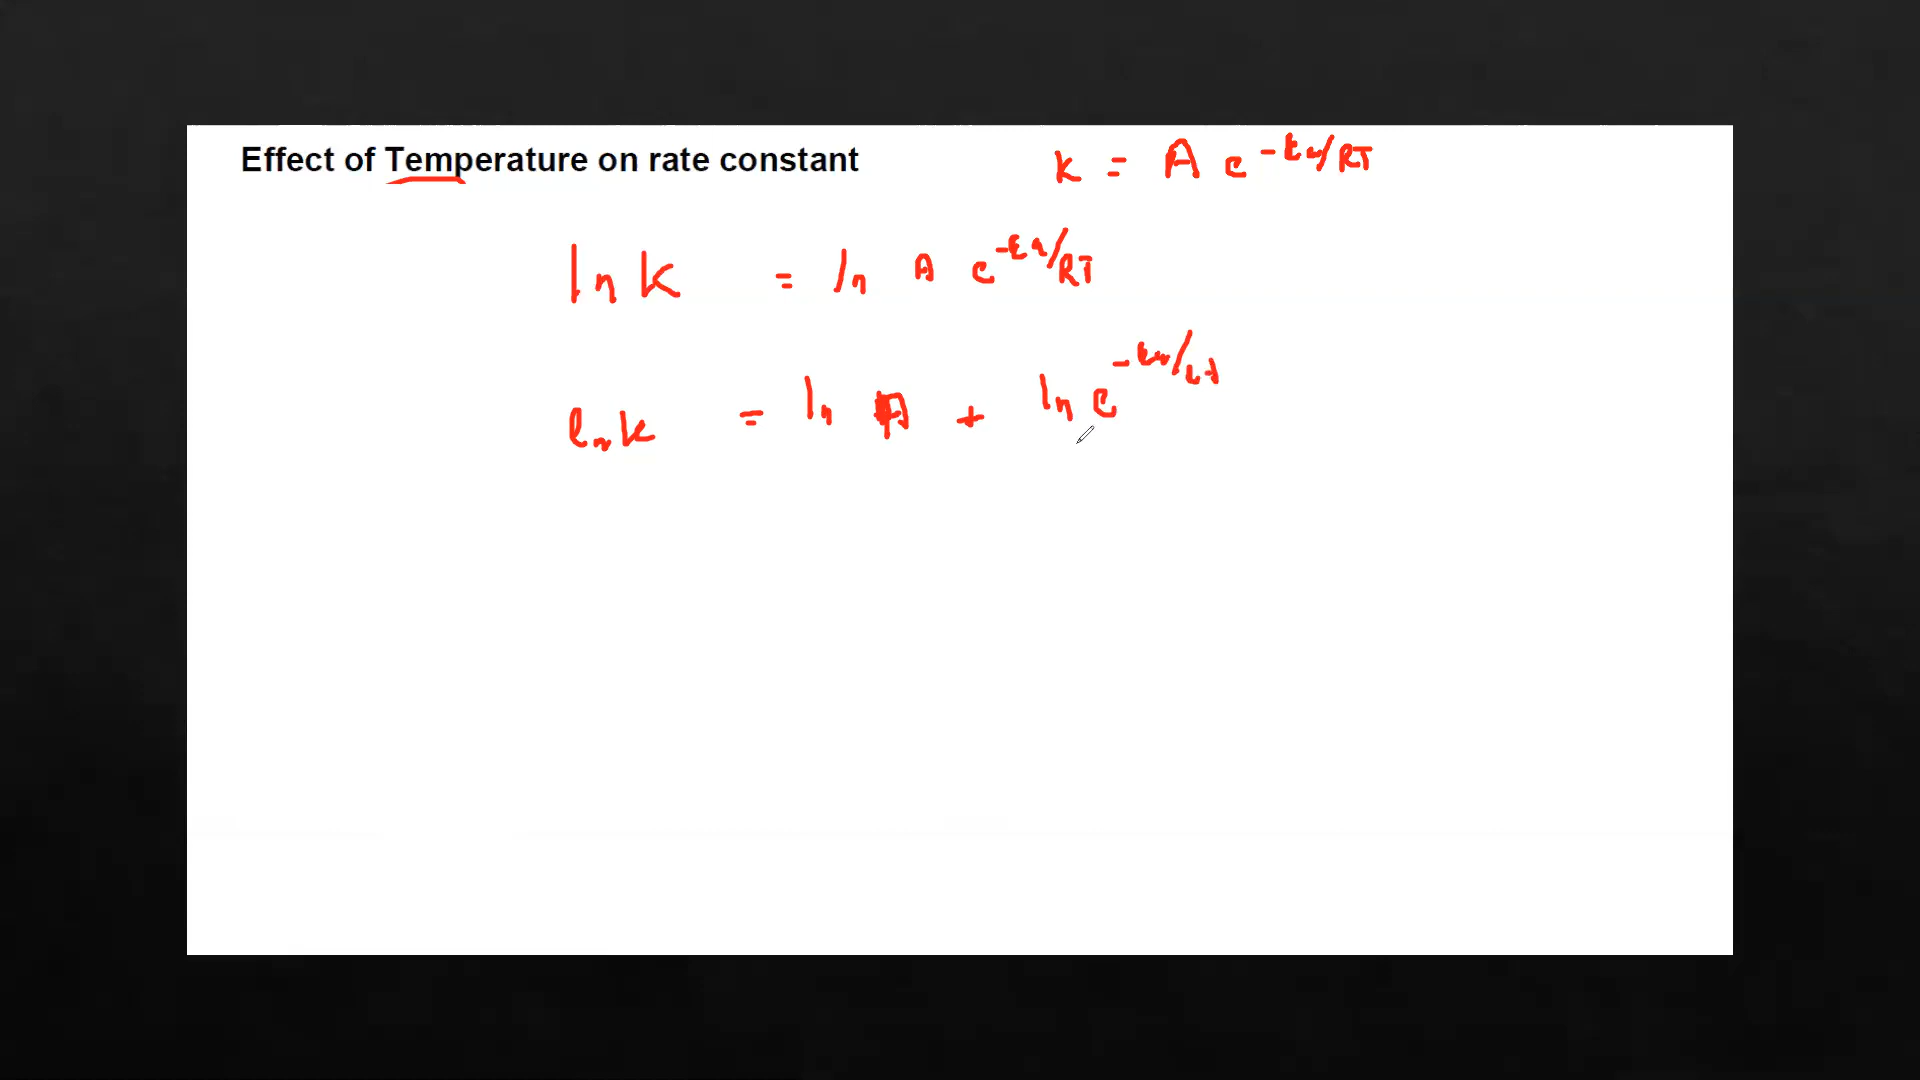 Effect of Temperature on rate constant
k = A e^-Ea/RT
ln k = ln A e^-Ea/RT
ln k = ln A + ln e^-Ea/RT